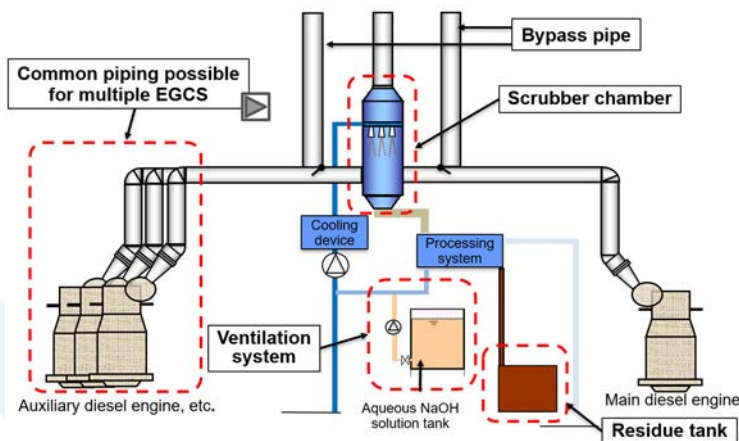 Bypass pipe
Common piping possible
for multiple EGCS
Scrubber chamber
Cooling
device
Processing
system
Ventilation
system
Auxiliary diesel engine, etc.
Aqueous NaOH
solution tank
Main diesel engine
Residue tank